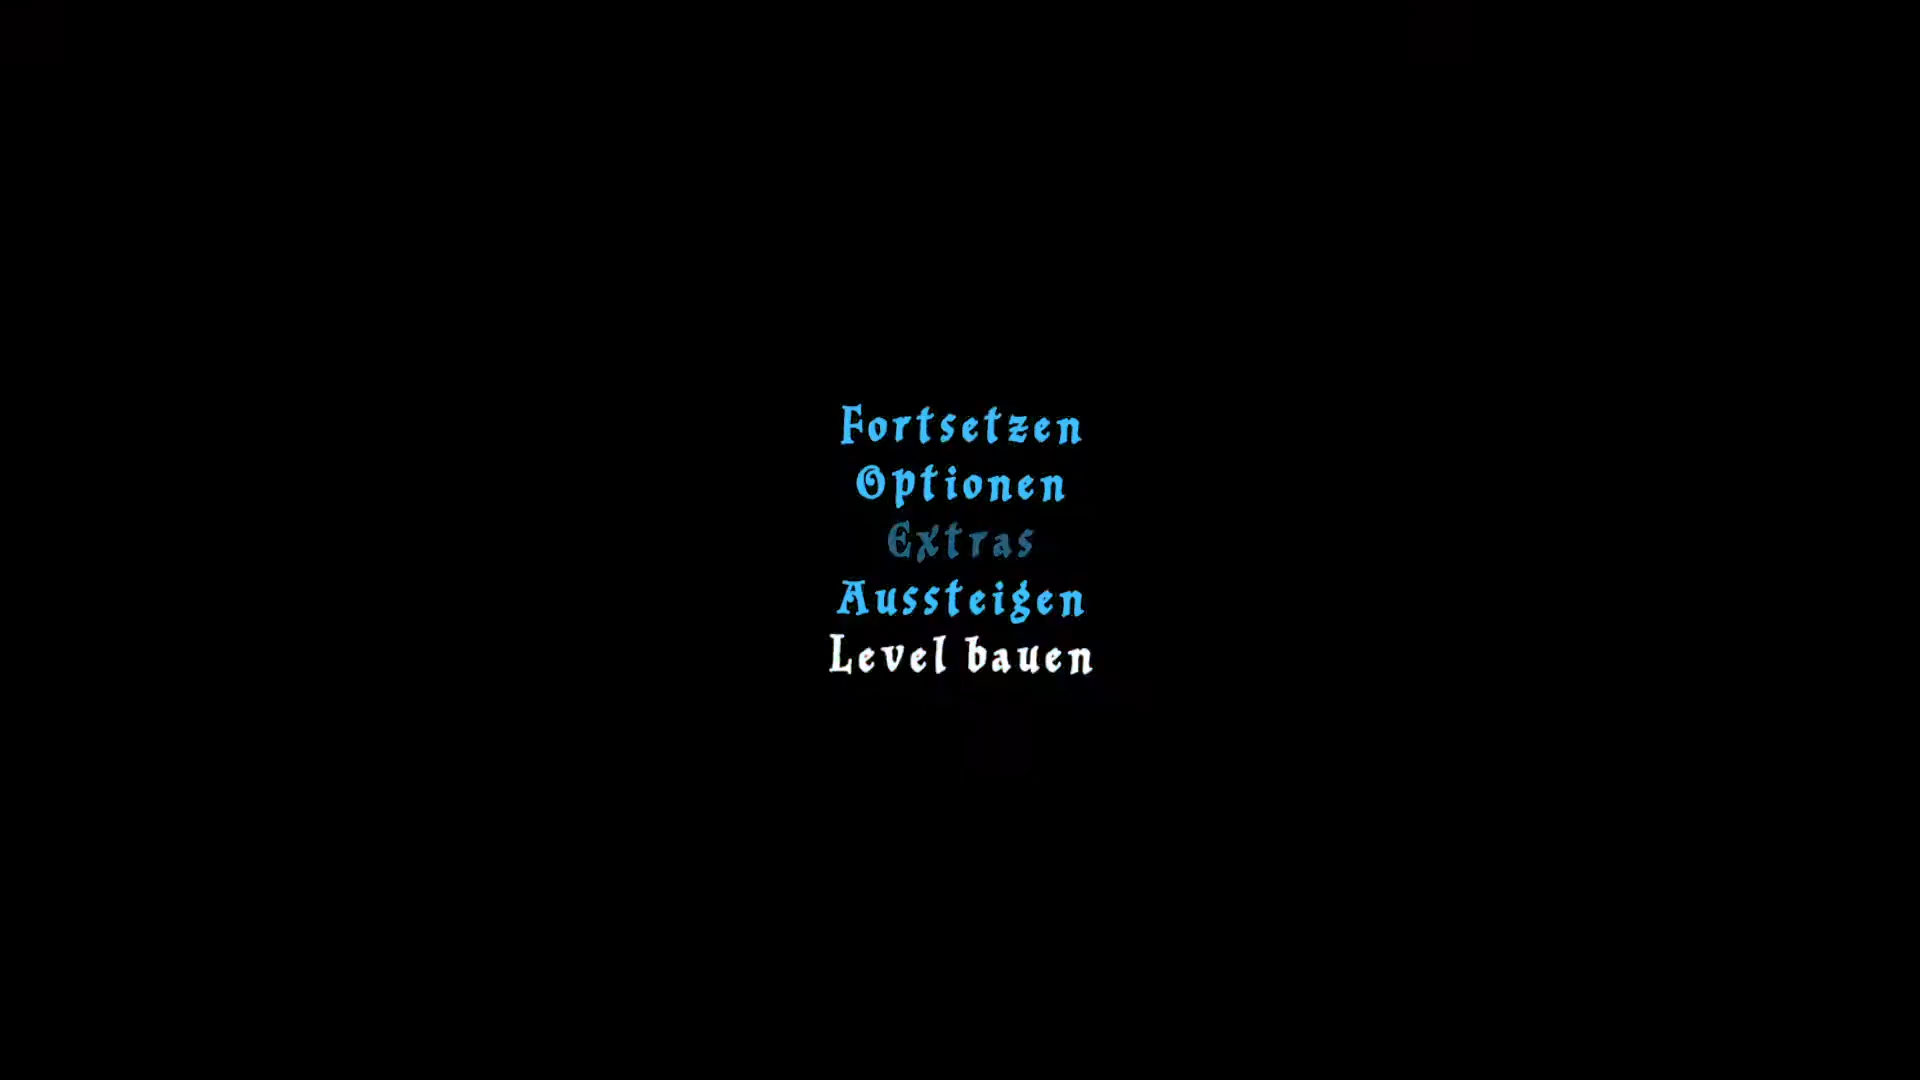 Fortsetzen
Optionen
Extras
Aussteigen
Level bauen